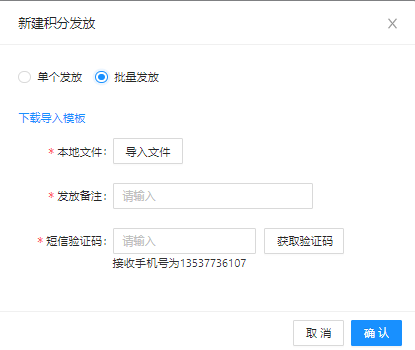 新建积分发放
单个发放 批量发放
下载导入模板
* 本地文件: 导入文件
* 发放备注: 请输入
* 短信验证码: 请输入 获取验证码
接收手机号为13537736107
取 消 确 认